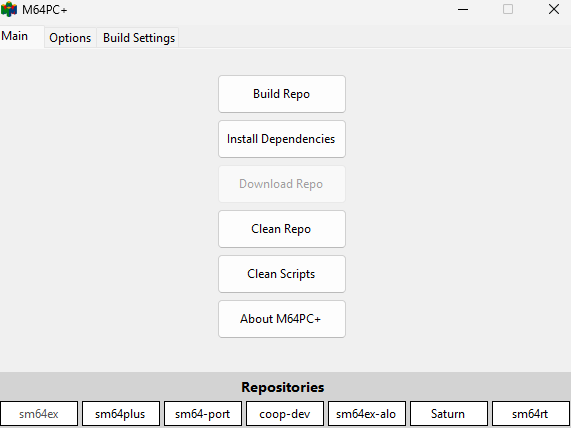 M64PC+
Main Options Build Settings
Build Repo
Install Dependencies
Download Repo
Clean Repo
Clean Scripts
About M64PC+
Repositories
sm64ex sm64plus sm64-port coop-dev sm64ex-alo Saturn sm64rt